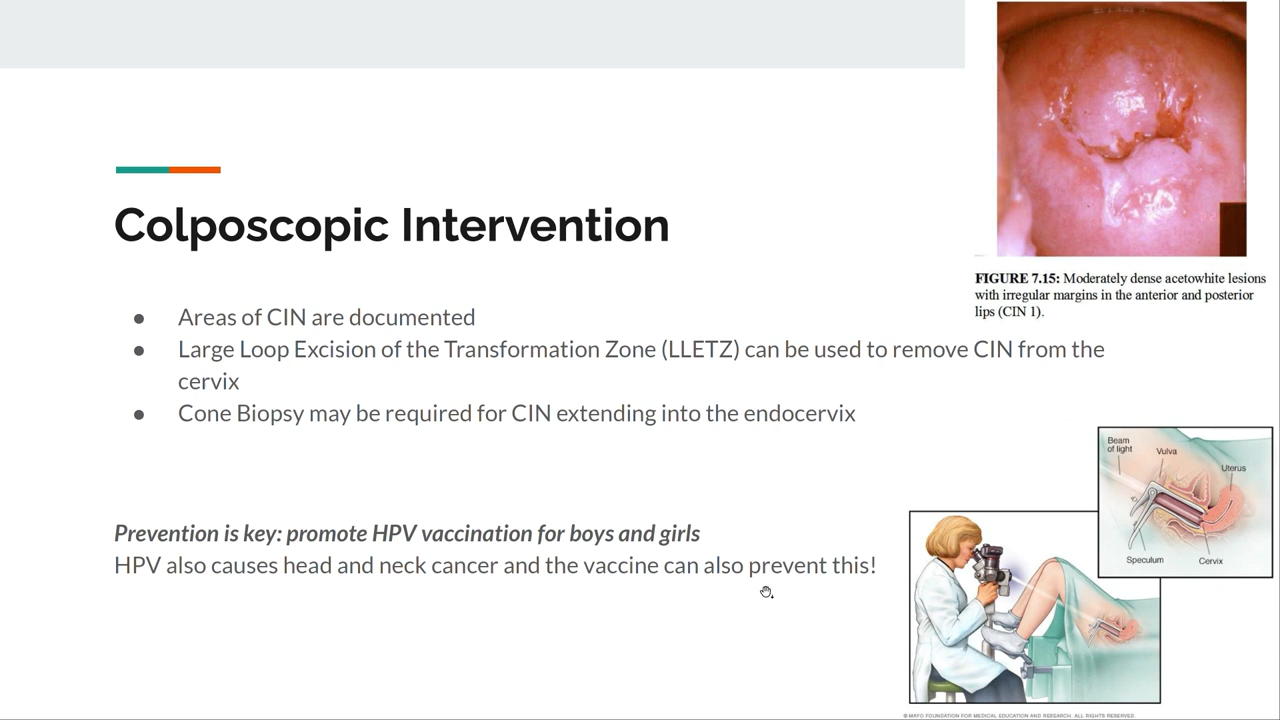 FIGURE 7.15: Moderately dense acetowhite lesions
with irregular margins in the anterior and posterior
lips (CIN 1).
Colposcopic Intervention
● Areas of CIN are documented
● Large Loop Excision of the Transformation Zone (LLETZ) can be used to remove CIN from the
cervix
● Cone Biopsy may be required for CIN extending into the endocervix
Prevention is key: promote HPV vaccination for boys and girls
HPV also causes head and neck cancer and the vaccine can also prevent this!
Beam
of light
Vulva
Uterus
Speculum
Cervix
© MAYO FOUNDATION FOR MEDICAL EDUCATION AND RESEARCH. ALL RIGHTS RESERVED.